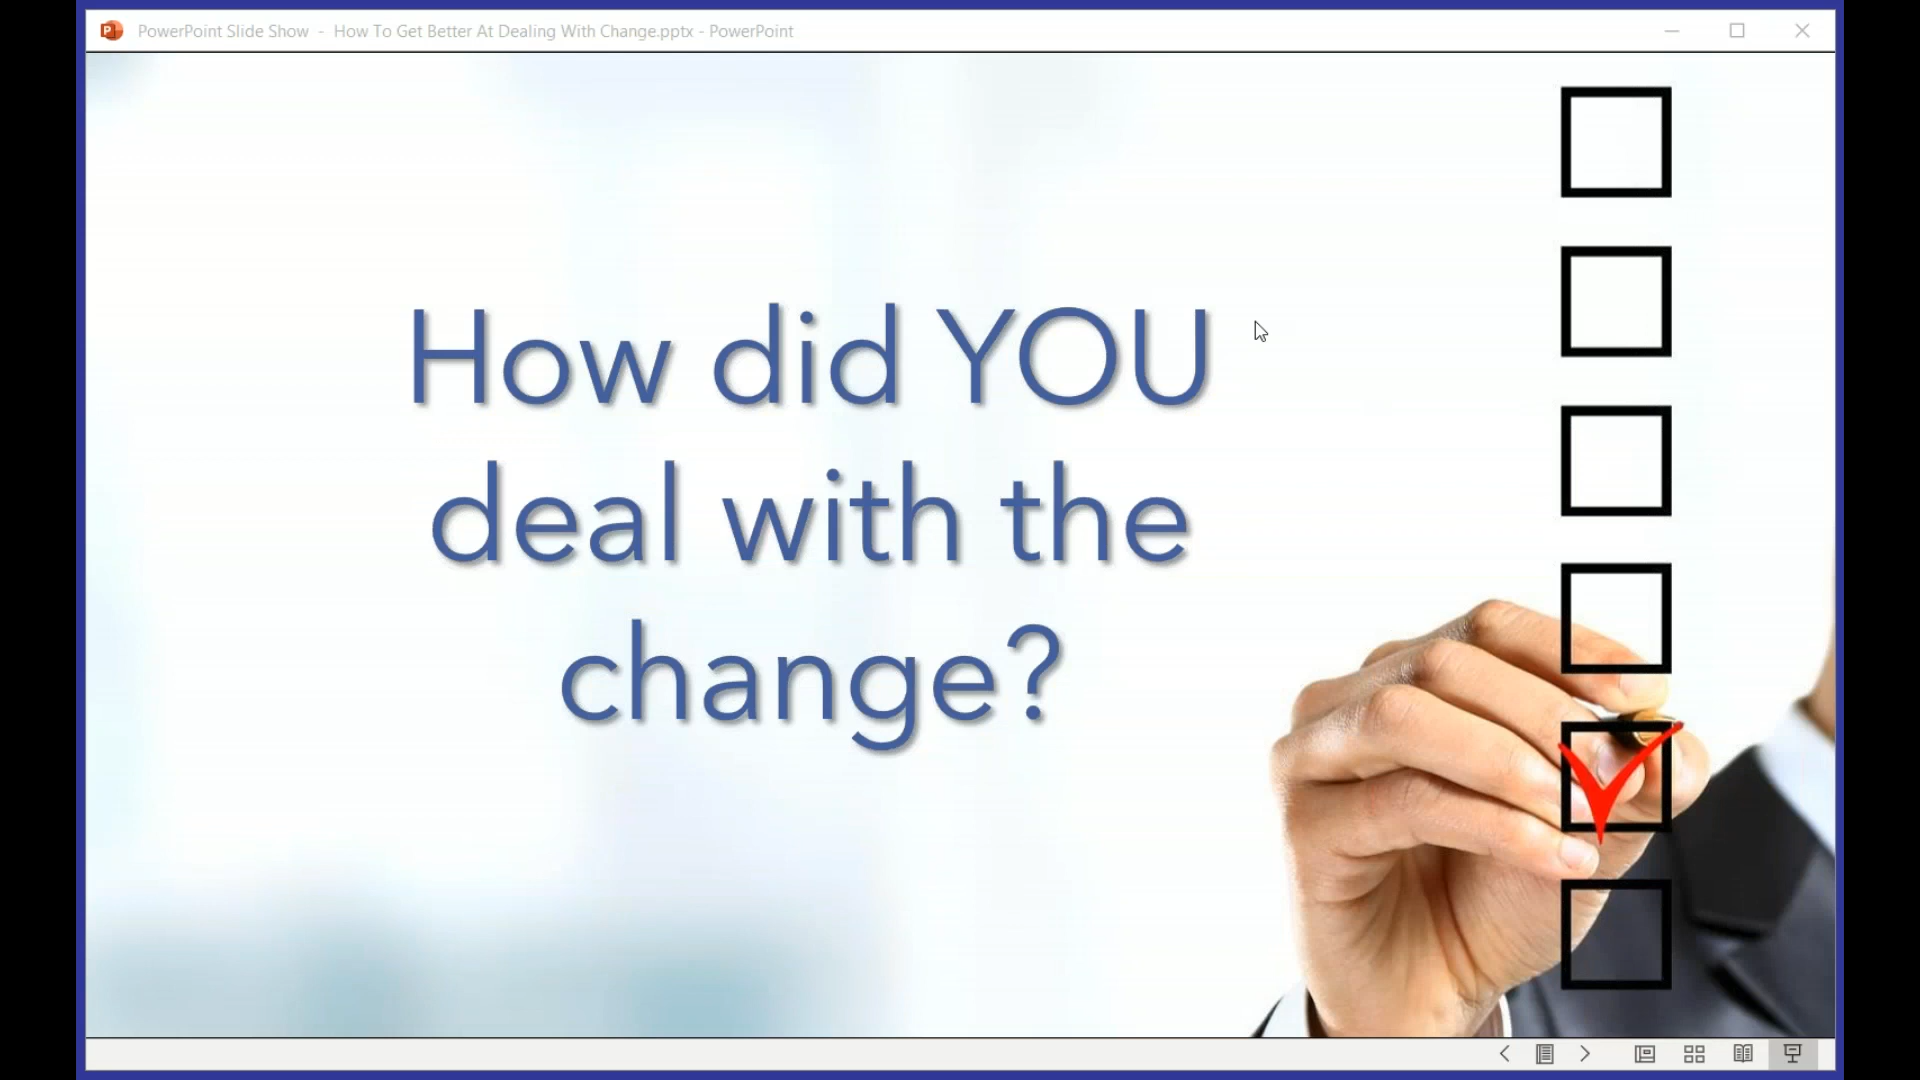 PowerPoint Slide Show - How To Get Better At Dealing With Change.pptx - PowerPoint
How did YOU
deal with the
change?